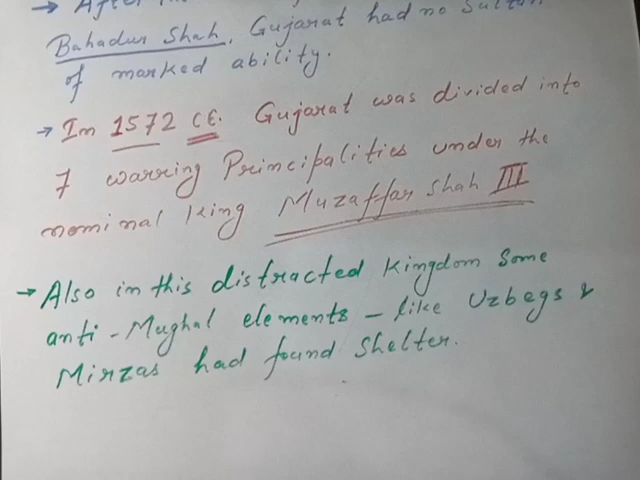 → After
Bahadur Shah, Gujarat had no Sultan
of marked ability.
→ In 1572 CE. Gujarat was divided into
7 warring Principalities under the
nominal King Muzaffar Shah III
→ Also in this distracted Kingdom Some
anti-Mughal elements - like Uzbegs &
Mirzas had found Shelter.